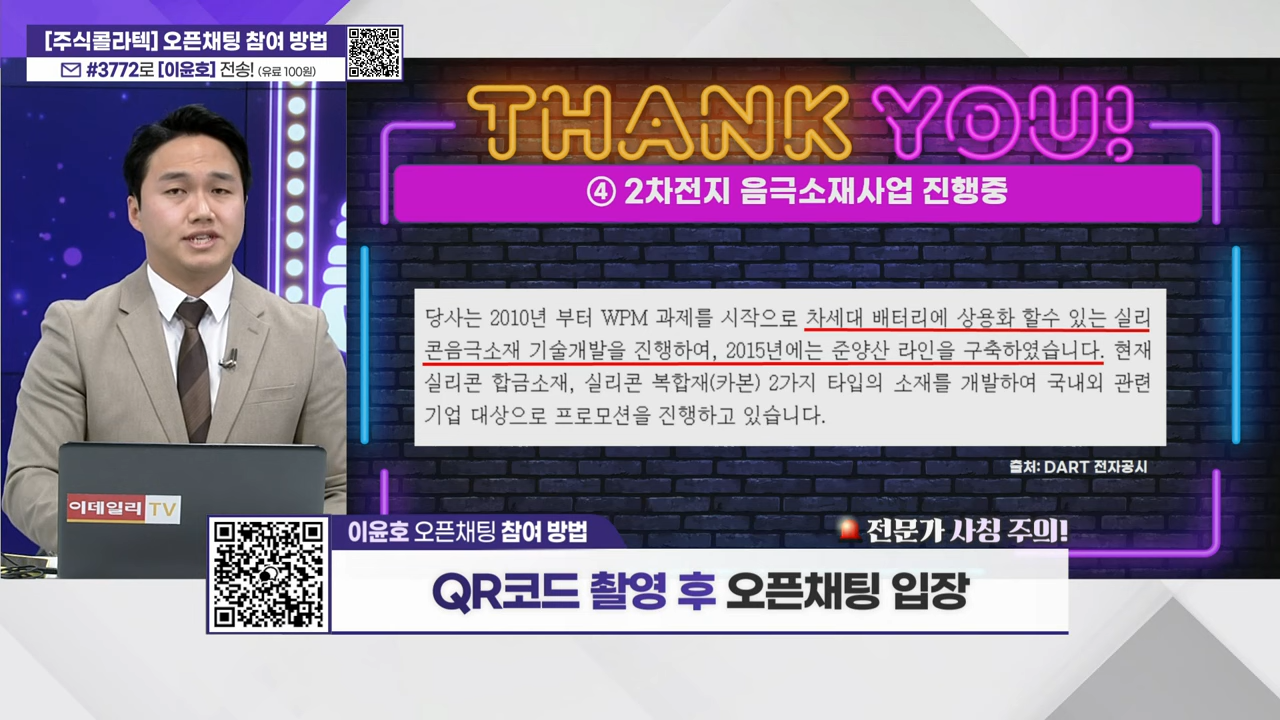 [주식콜라텍] 오픈채팅 참여 방법
#3772로 [이윤호] 전송! (유료 100원)
THANK YOU!
④ 2차전지 음극소재사업 진행중
당사는 2010년 부터 WPM 과제를 시작으로 차세대 배터리에 상용화 할수 있는 실리
콘음극소재 기술개발을 진행하여, 2015년에는 준양산 라인을 구축하였습니다. 현재
실리콘 합금소재, 실리콘 복합재(카본) 2가지 타입의 소재를 개발하여 국내외 관련
기업 대상으로 프로모션을 진행하고 있습니다.
출처: DART 전자공시
이데일리 TV
이윤호 오픈채팅 참여 방법
전문가 사칭 주의!
QR코드 촬영 후 오픈채팅 입장